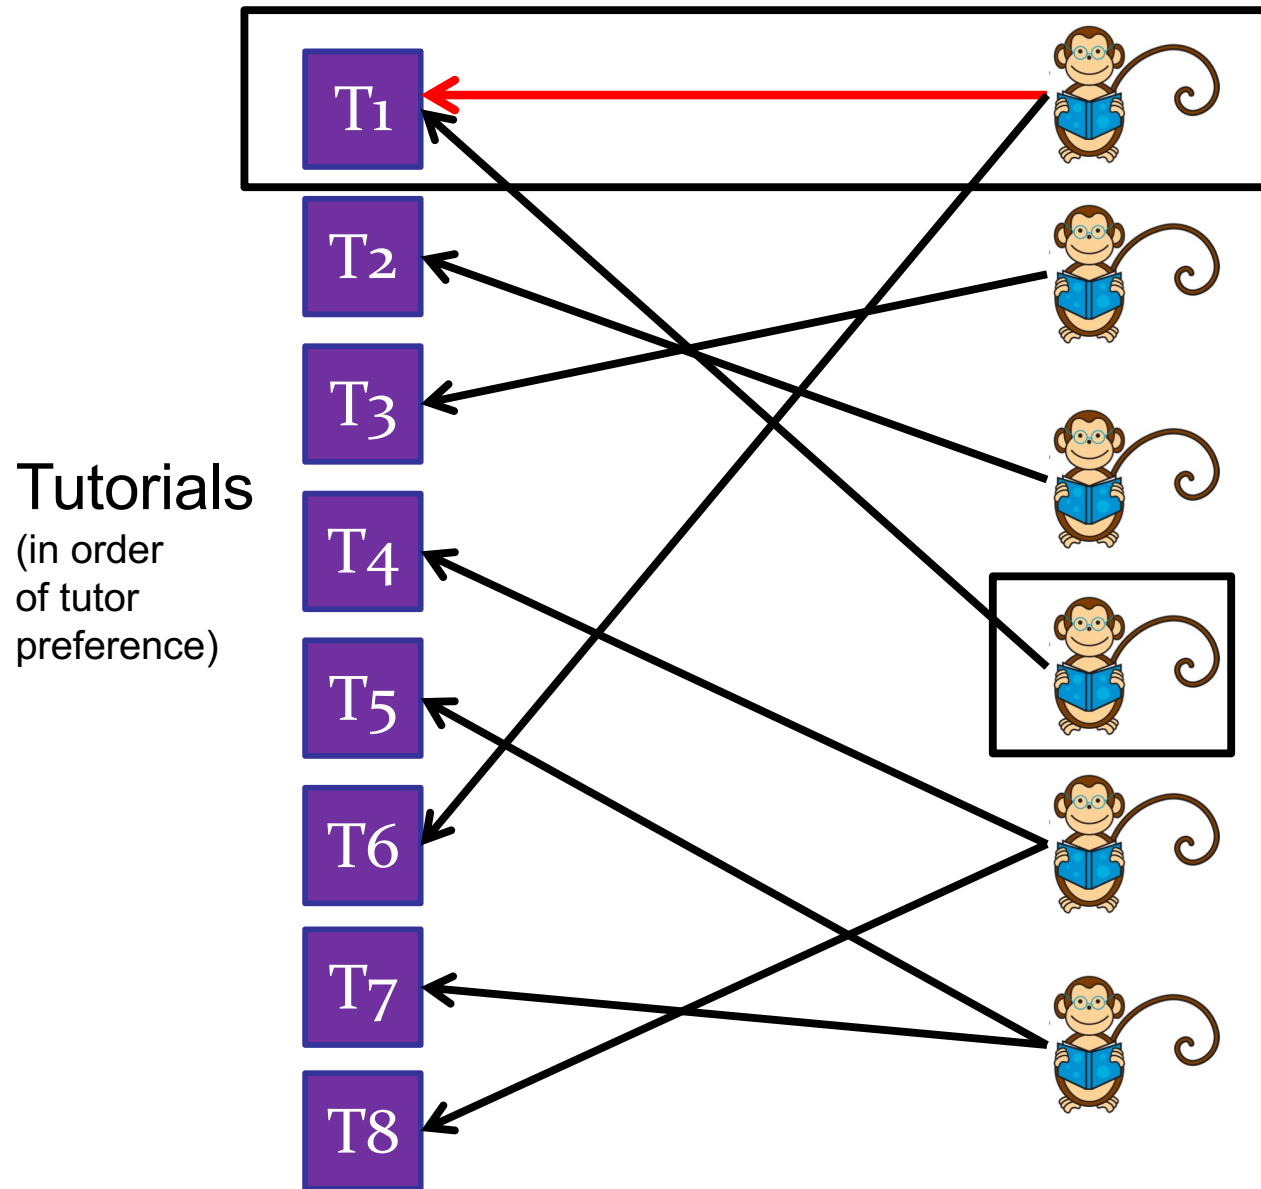 T1
T2
T3
Tutorials
(in order
of tutor
preference)
T4
T5
T6
T7
T8